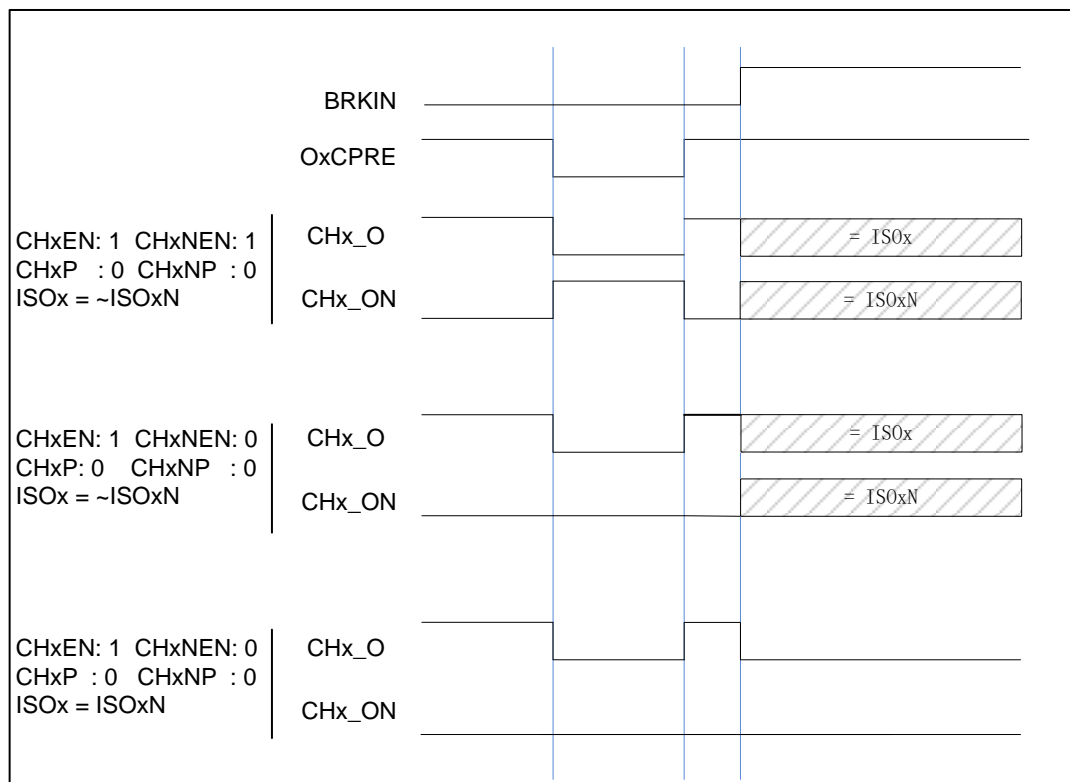 BRKIN
OxCPRE
CHxEN: 1 CHxNEN: 1
CHxP : 0 CHxNP : 0
ISOx = ~ISOxN
CHx_O
= ISOx
CHx_ON
= ISOxN
CHxEN: 1 CHxNEN: 0
CHxP: 0 CHxNP : 0
ISOx = ~ISOxN
CHx_O
= ISOx
CHx_ON
= ISOxN
CHxEN: 1 CHxNEN: 0
CHxP : 0 CHxNP : 0
ISOx = ISOxN
CHx_O
CHx_ON